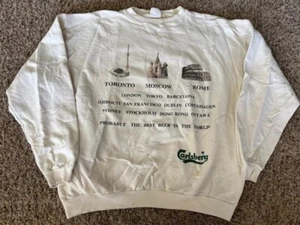 TORONTO MOSCOW ROME
LONDON TOKYO BARCELONA
DJIBOUTI SAN FRANCISCO DUBLIN COPENHAGEN
SYDNEY STOCKHOLM HONG KONG OTTAWA
PROBABLY THE BEST BEER IN THE WORLD
Carlsberg